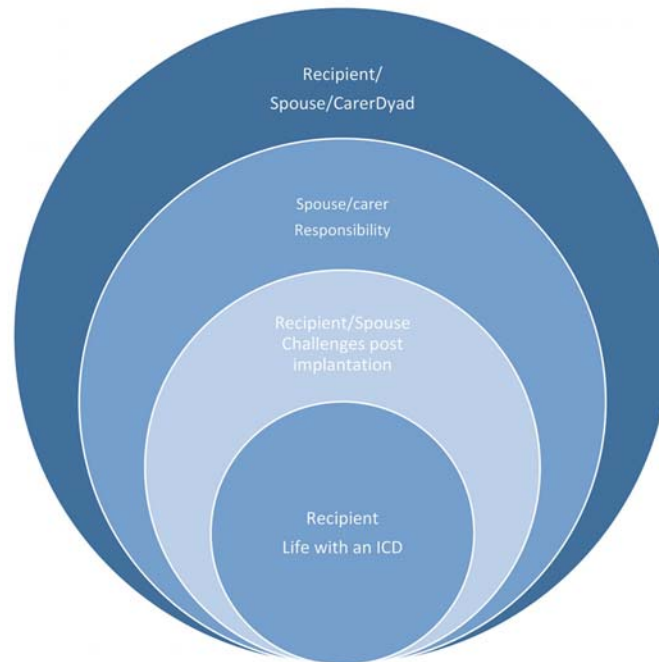 Recipient/
Spouse/CarerDyad
Spouse/carer
Responsibility
Recipient/Spouse
Challenges post
implantation
Recipient
Life with an ICD